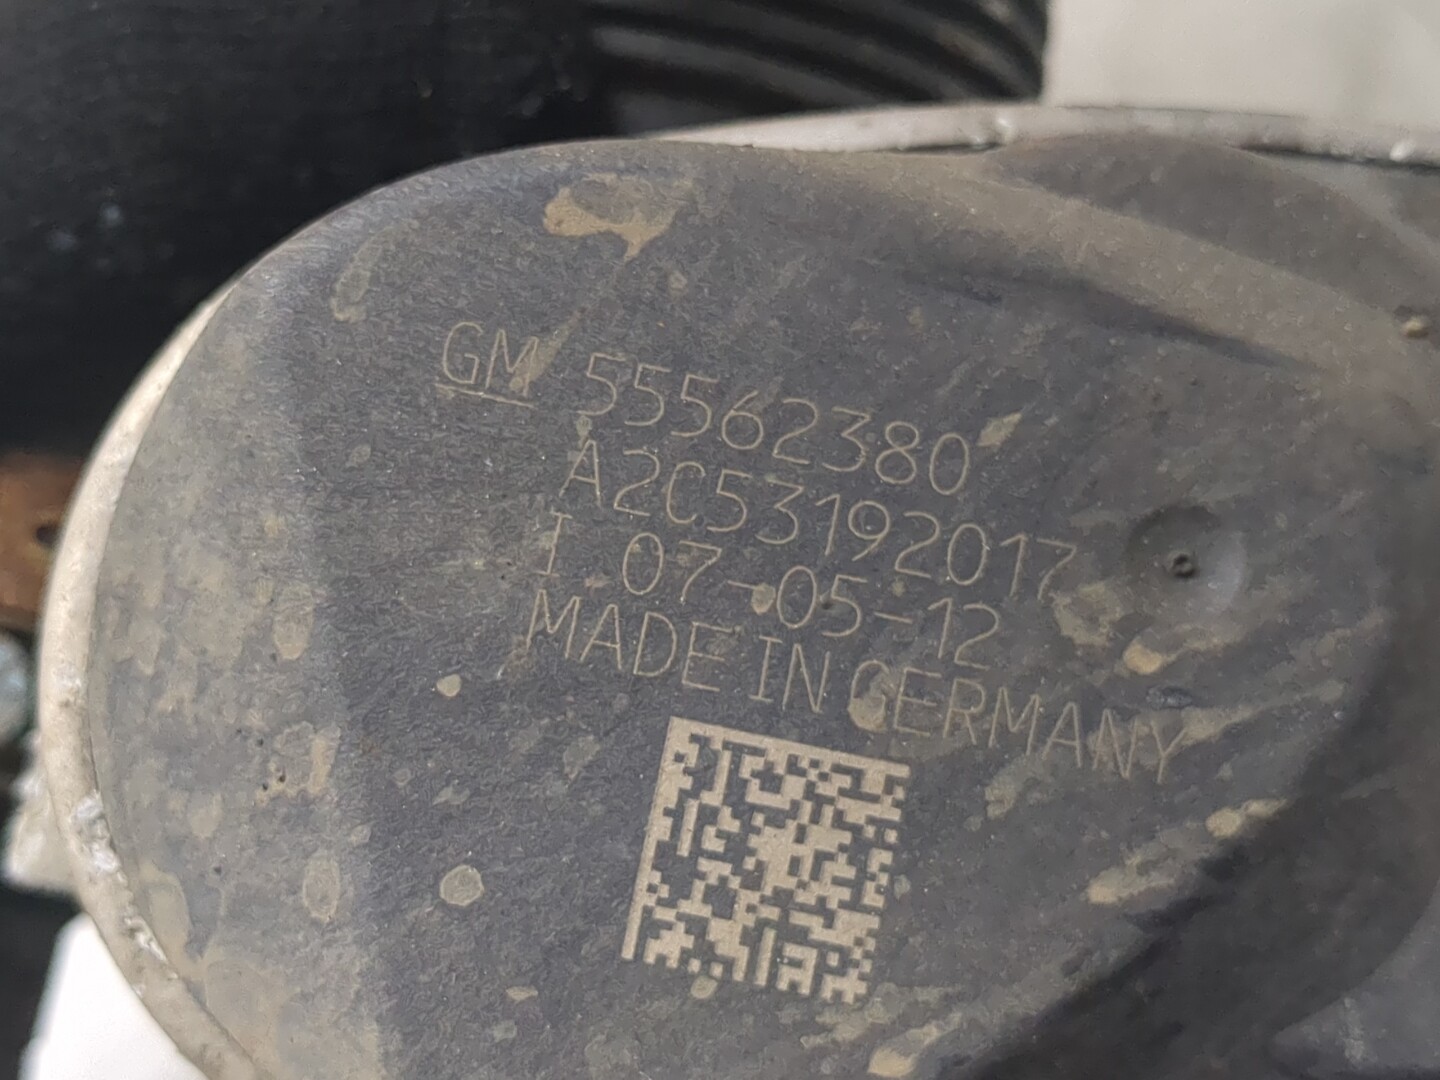 GM 55562380
A2C53192017
I 07-05-12
MADE IN GERMANY